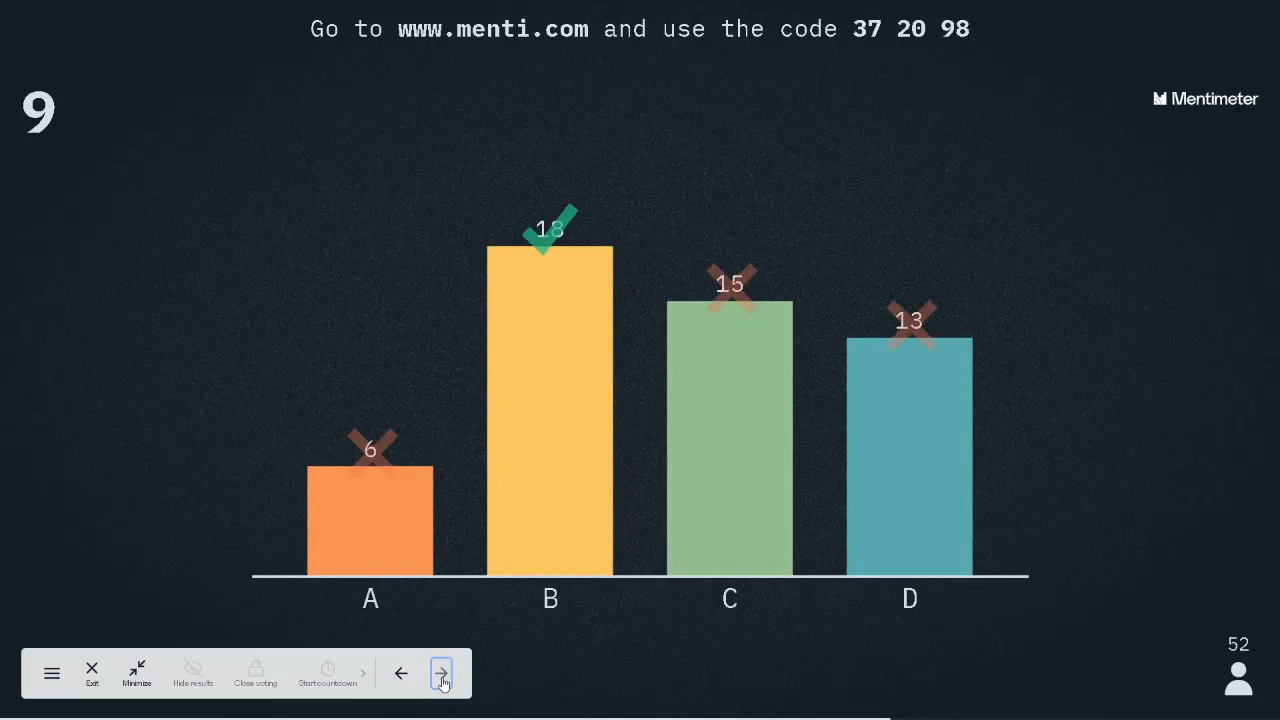 Go to www.menti.com and use the code 37 20 98
9
Mentimeter
18
15
13
6
A B C D
52
Exit Minimize Hide results Close voting Start countdown